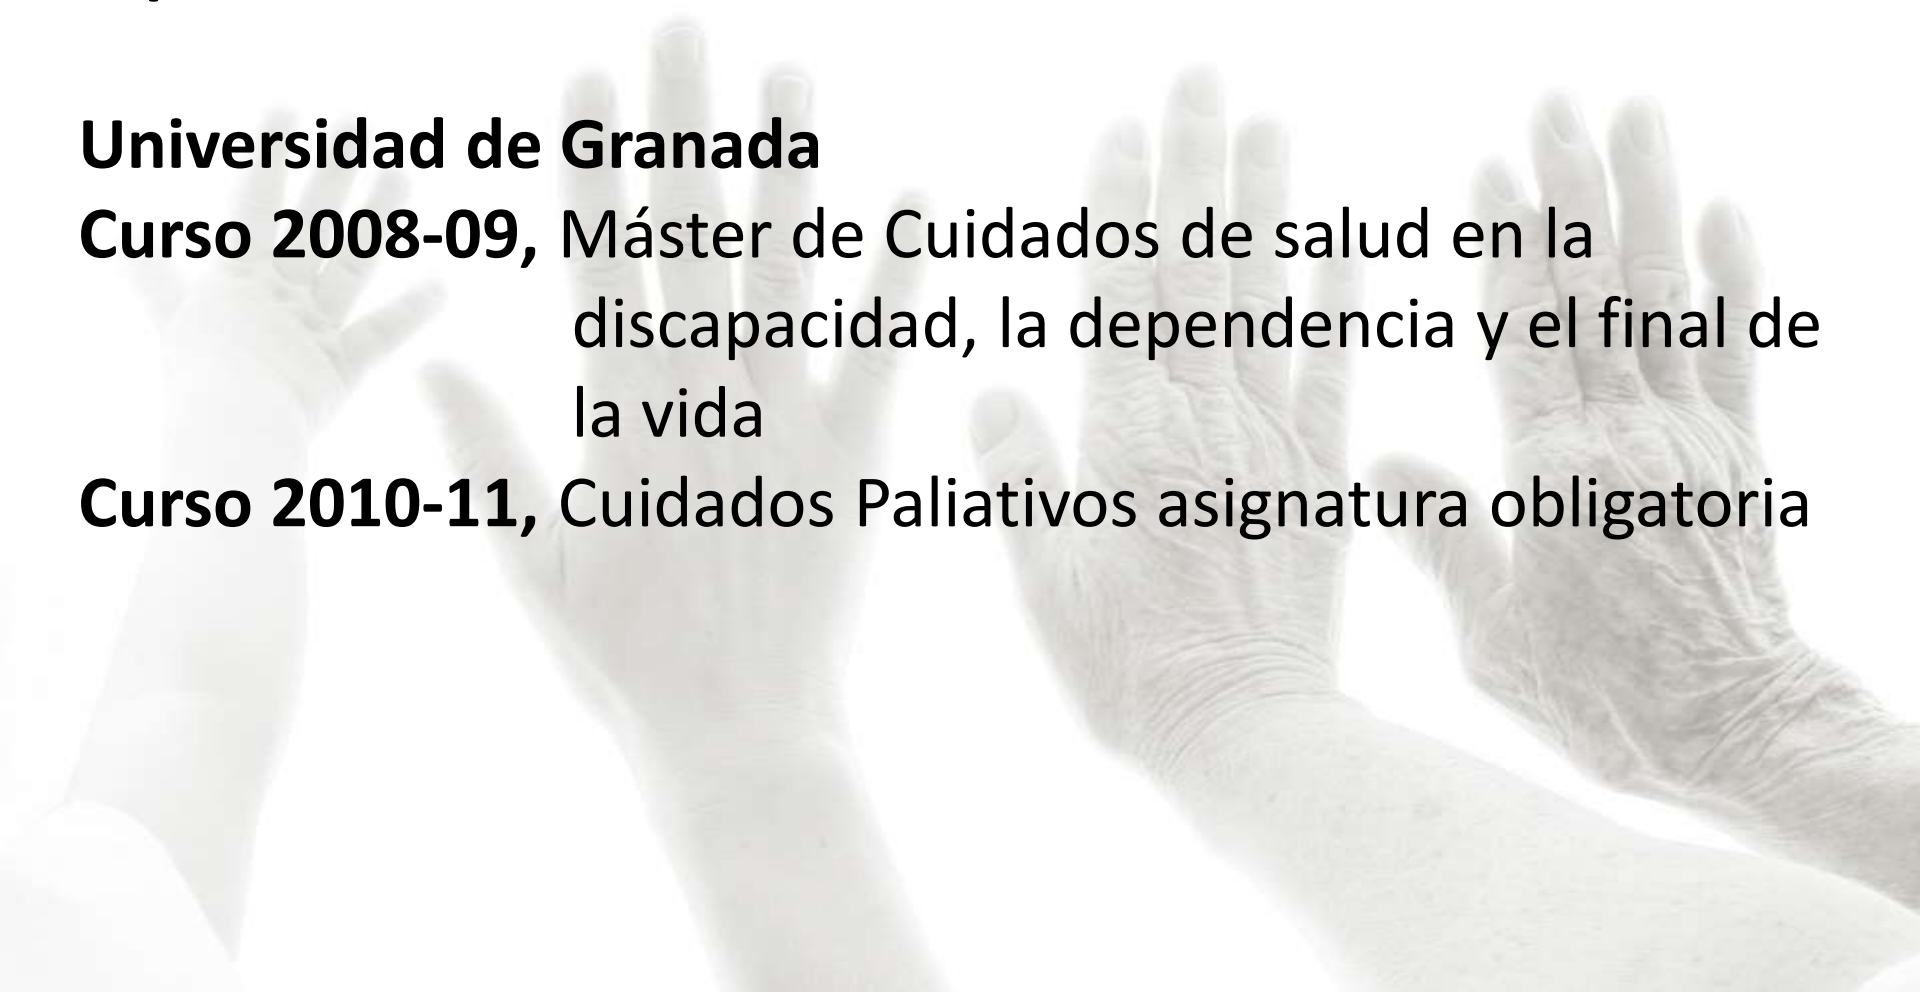 Universidad de Granada
Curso 2008-09, Máster de Cuidados de salud en la
discapacidad, la dependencia y el final de
la vida
Curso 2010-11, Cuidados Paliativos asignatura obligatoria